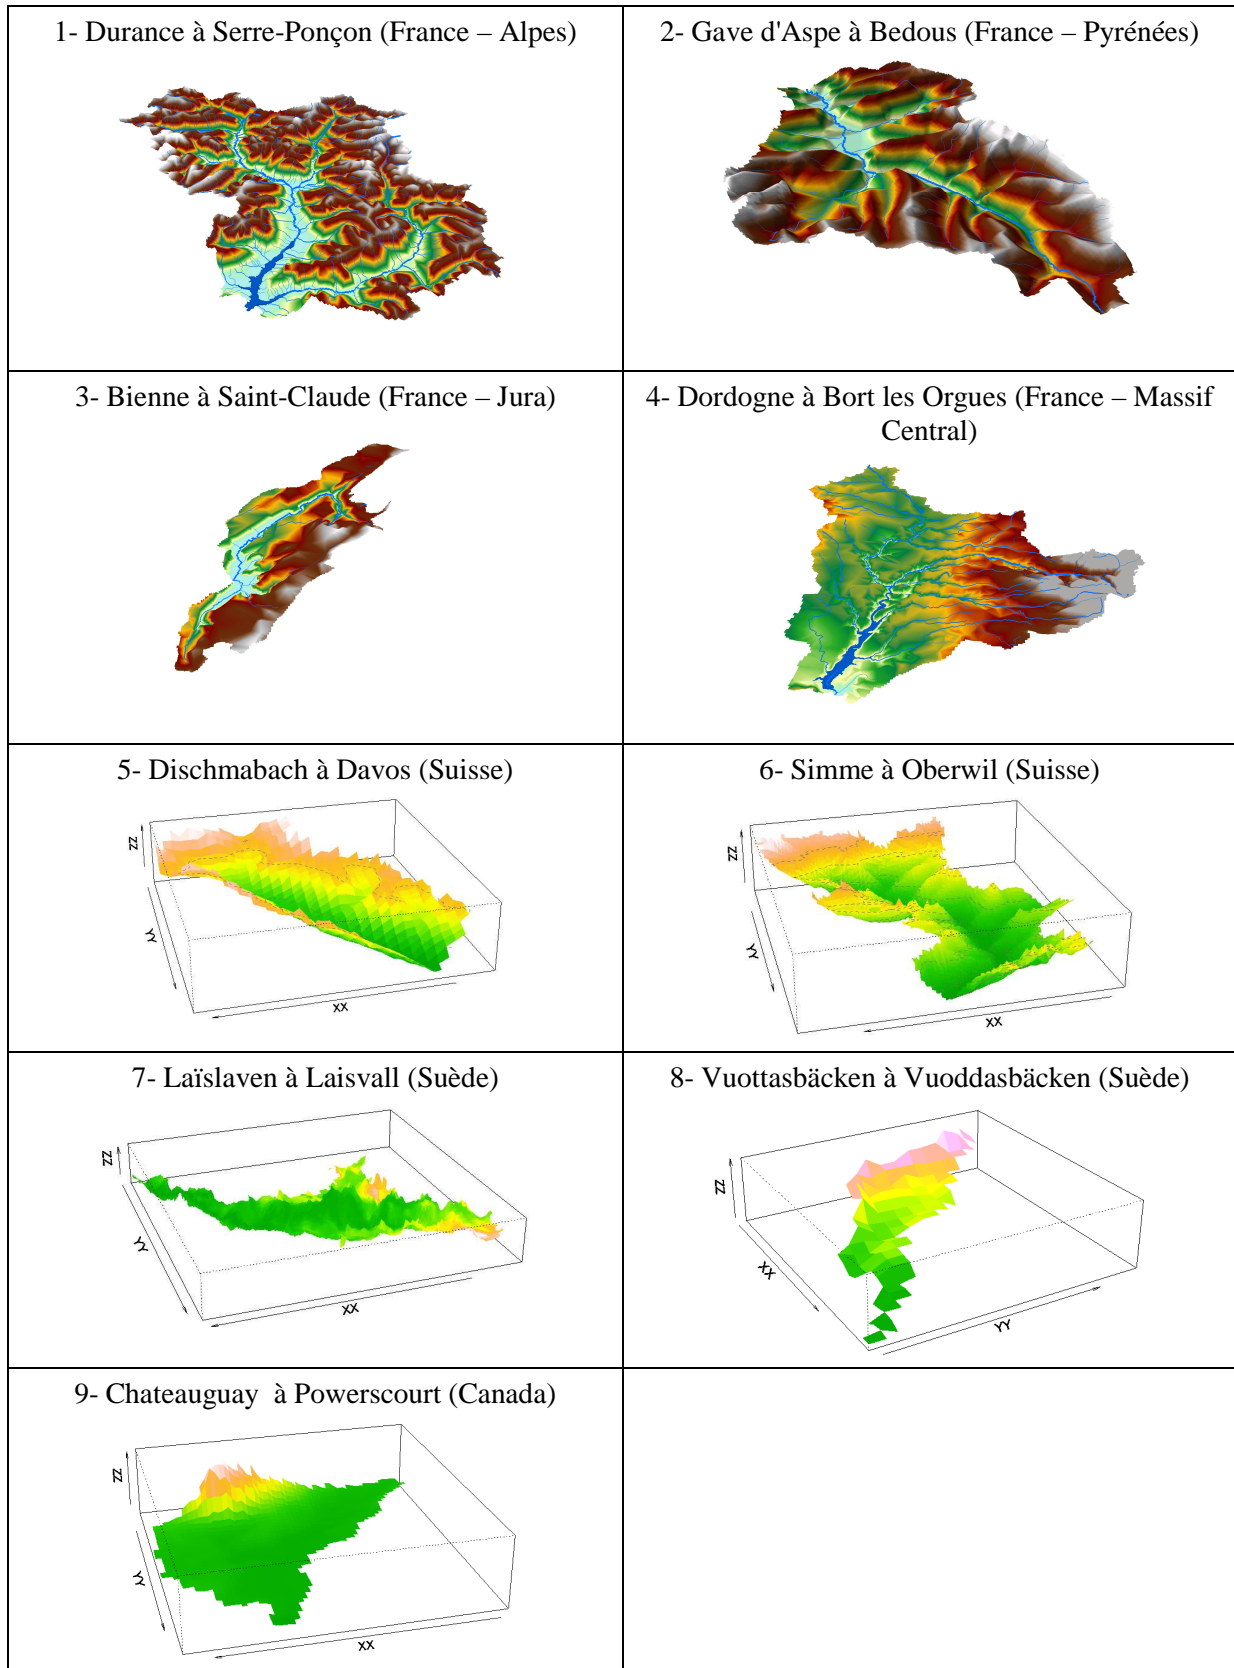 1- Durance à Serre-Ponçon (France – Alpes)
2- Gave d'Aspe à Bedous (France – Pyrénées)
3- Bienne à Saint-Claude (France – Jura)
4- Dordogne à Bort les Orgues (France – Massif
Central)
5- Dischmabach à Davos (Suisse)
ZZ
YY
XX
6- Simme à Oberwil (Suisse)
ZZ
YY
XX
7- Laïslaven à Laisvall (Suède)
ZZ
YY
XX
8- Vuottasbäcken à Vuoddasbäcken (Suède)
ZZ
XX
YY
9- Chateauguay à Powerscourt (Canada)
ZZ
YY
XX